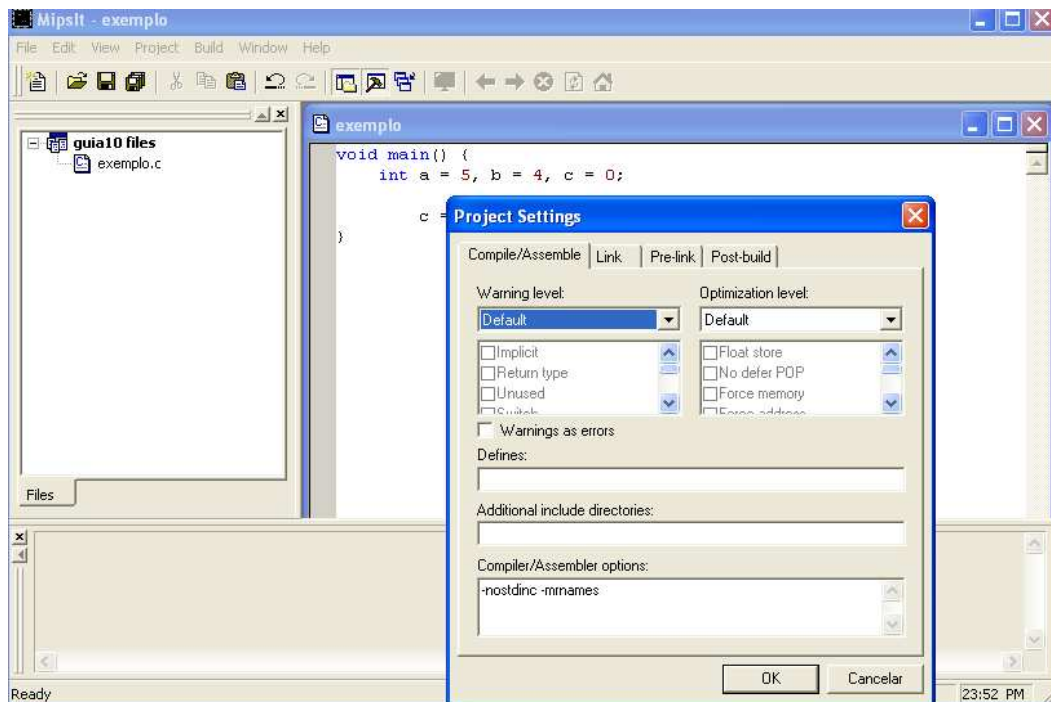 MipsIt - exemplo
File Edit View Project Build Window Help
guia10 files
exemplo.c
Files
exemplo
void main() {
int a = 5, b = 4, c = 0;
c =
}
Project Settings
Compile/Assemble Link Pre-link Post-build
Warning level: Optimization level:
Default Default
Implicit Float store
Return type No defer POP
Unused Force memory
Switch Force address
Warnings as errors
Defines:
Additional include directories:
Compiler/Assembler options:
-nostdinc -mrnames
OK Cancelar
Ready 23:52 PM